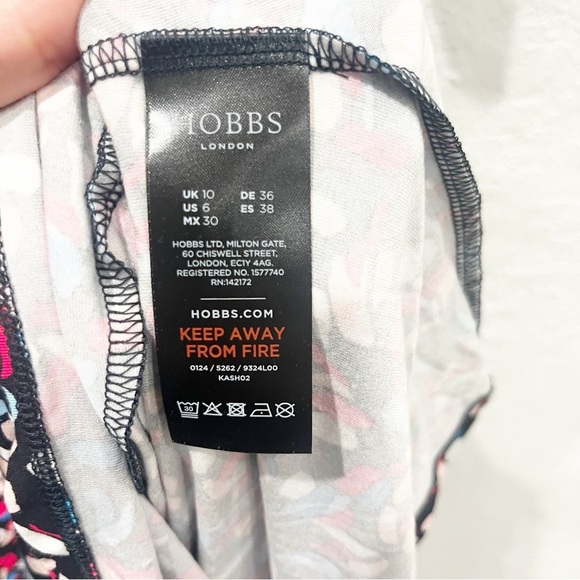 HOBBS
LONDON
UK 10 DE 36
US 6 ES 38
MX 30
HOBBS LTD, MILTON GATE,
60 CHISWELL STREET,
LONDON, EC1Y 4AG.
REGISTERED NO. 1577740
RN:142172
HOBBS.COM
KEEP AWAY
FROM FIRE
0124 / 5262 / 9324L00
KASH02
30